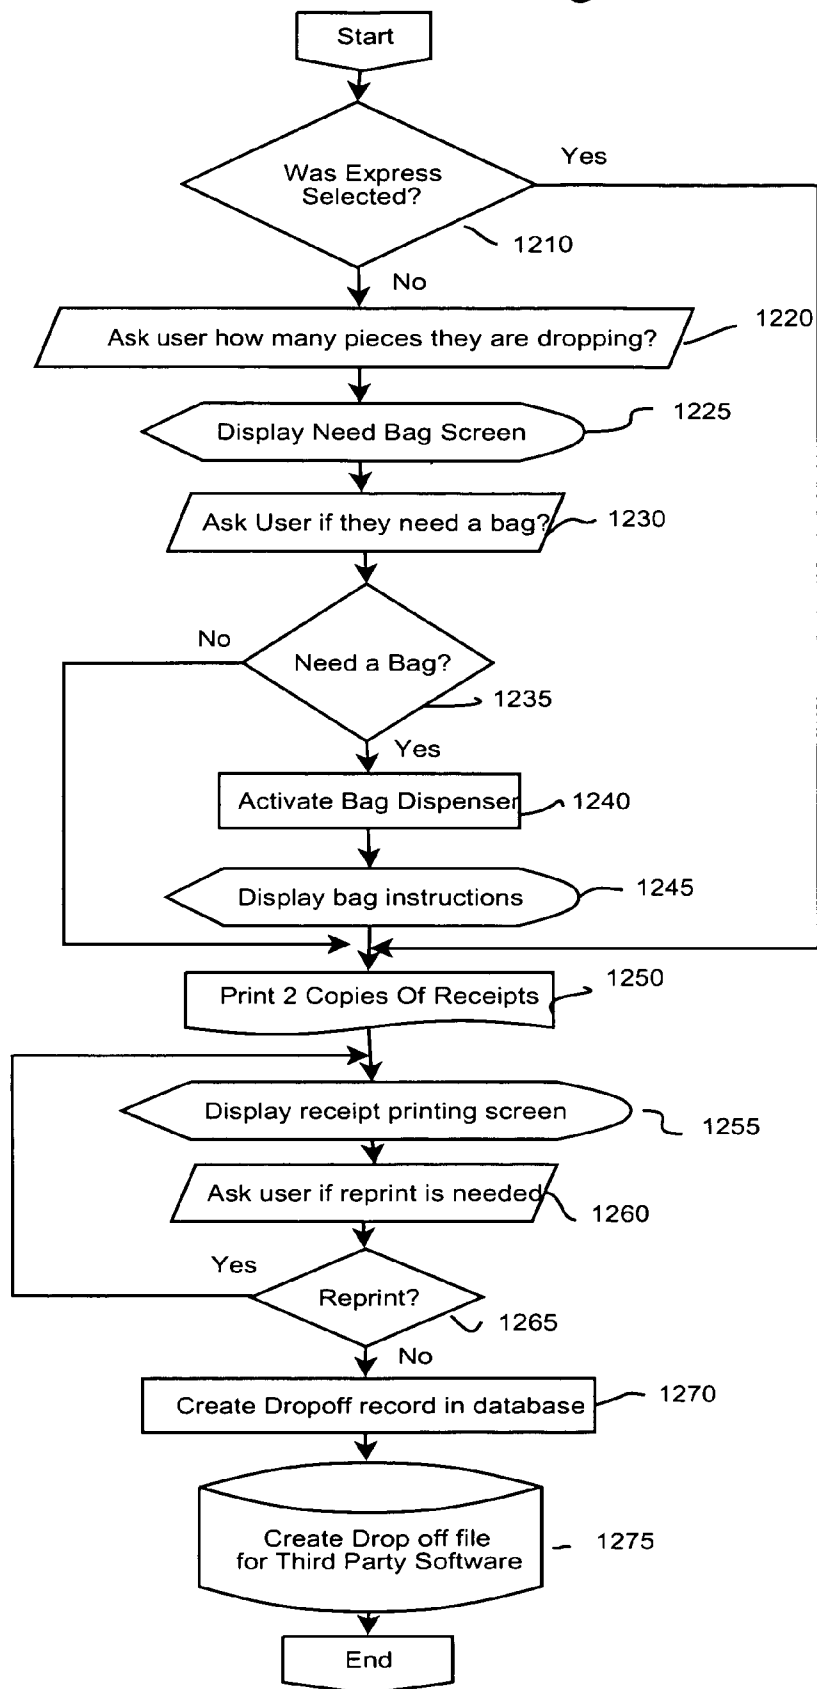 Start
Was Express
Selected?
Yes
1210
No
Ask user how many pieces they are dropping?
1220
Display Need Bag Screen
1225
Ask User if they need a bag?
1230
No
Need a Bag?
1235
Yes
Activate Bag Dispenser
1240
Display bag instructions
1245
Print 2 Copies Of Receipts
1250
Display receipt printing screen
1255
Ask user if reprint is needed
1260
Yes
Reprint?
1265
No
Create Dropoff record in database
1270
Create Drop off file
for Third Party Software
1275
End